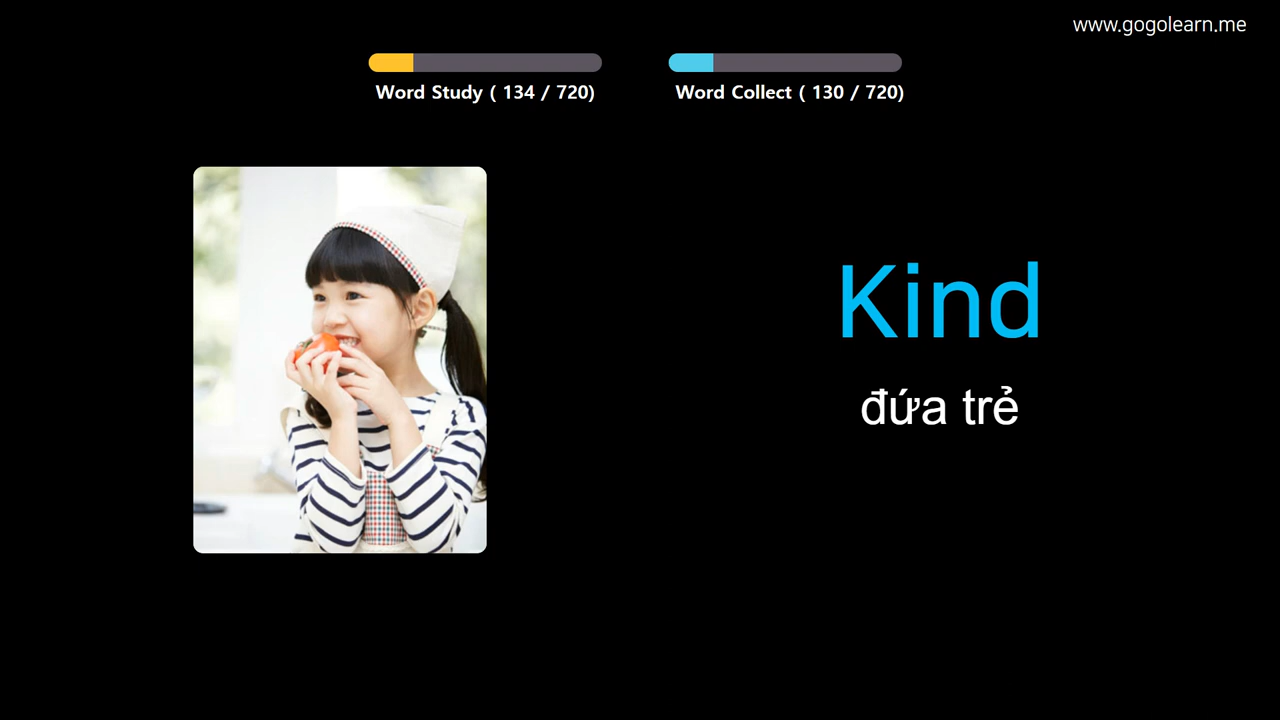 www.gogolearn.me
Word Study ( 134 / 720)
Word Collect ( 130 / 720)
Kind
đứa trẻ